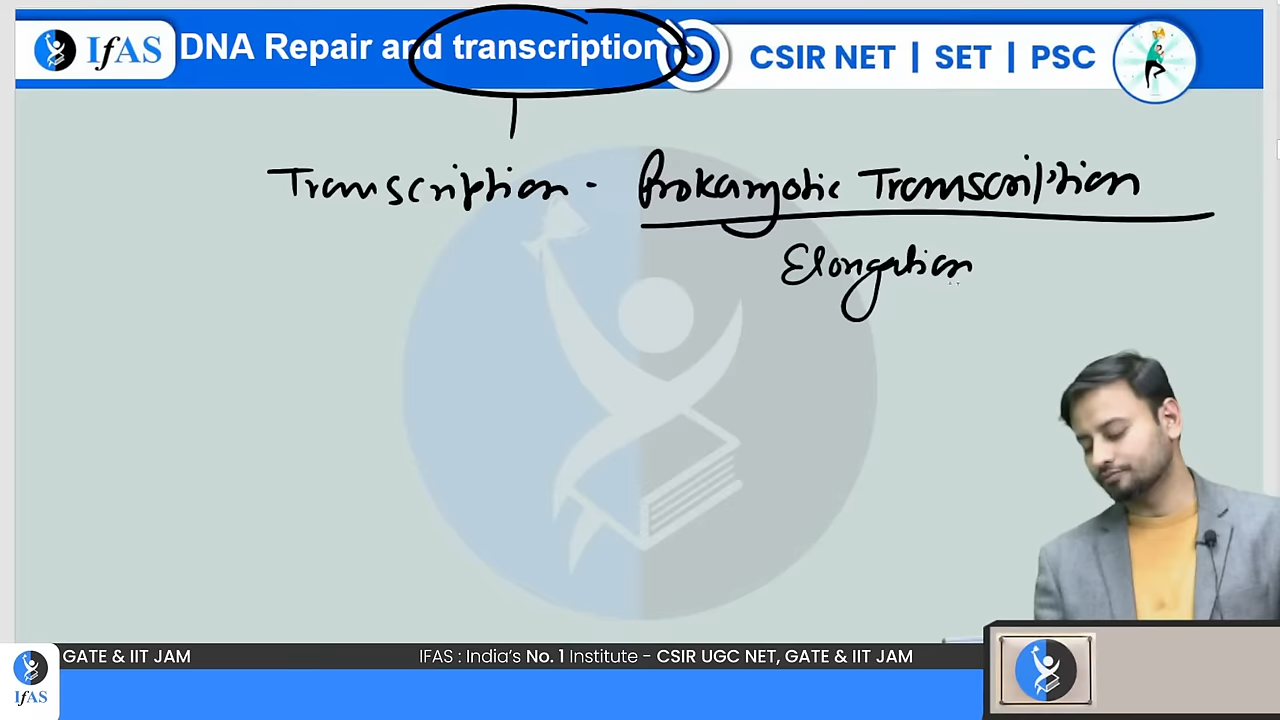 IfAS DNA Repair and transcription CSIR NET | SET | PSC
Transcription - Prokaryotic Transcription
Elongation
GATE & IIT JAM IFAS : India's No. 1 Institute - CSIR UGC NET, GATE & IIT JAM
IfAS